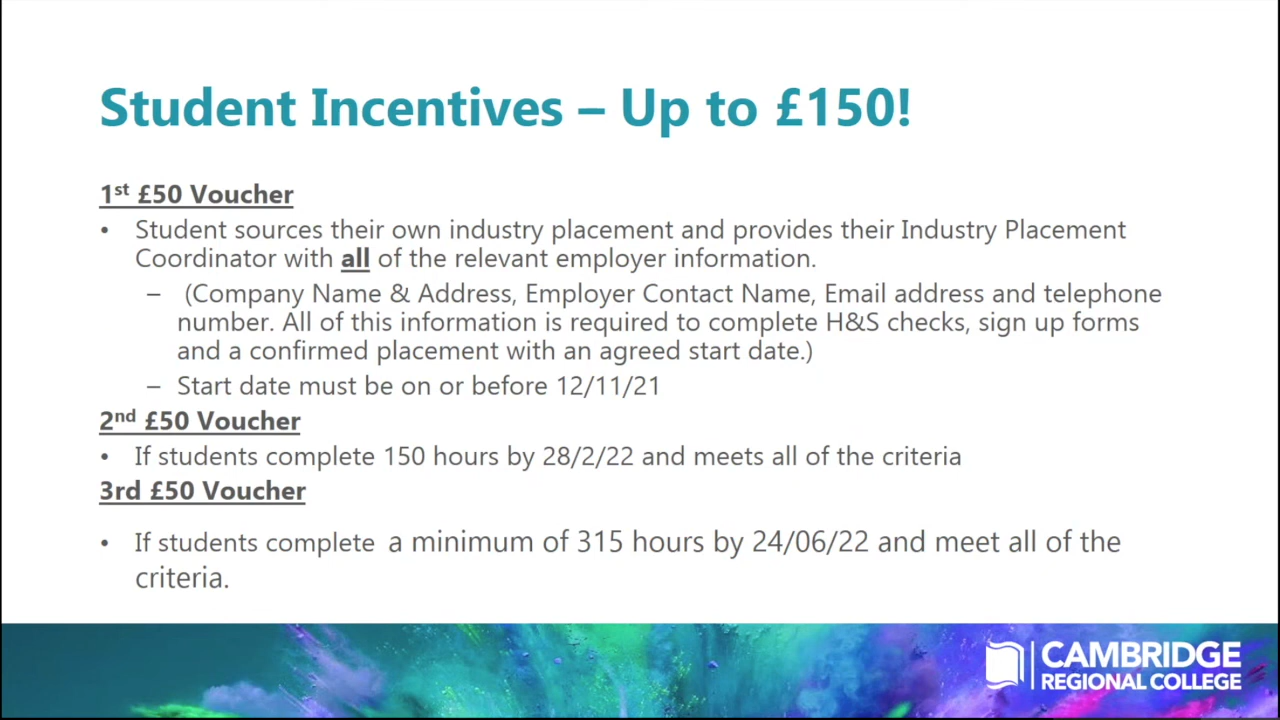 Student Incentives – Up to £150!
1st £50 Voucher
• Student sources their own industry placement and provides their Industry Placement
Coordinator with all of the relevant employer information.
– (Company Name & Address, Employer Contact Name, Email address and telephone
number. All of this information is required to complete H&S checks, sign up forms
and a confirmed placement with an agreed start date.)
– Start date must be on or before 12/11/21
2nd £50 Voucher
• If students complete 150 hours by 28/2/22 and meets all of the criteria
3rd £50 Voucher
• If students complete a minimum of 315 hours by 24/06/22 and meet all of the
criteria.
CAMBRIDGE
REGIONAL COLLEGE